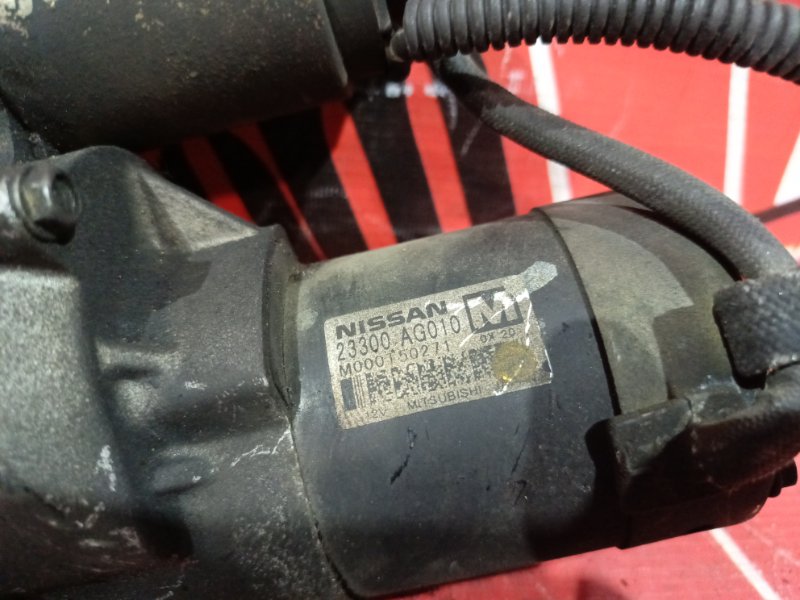 NISSAN M
23300 AG010
M000T50271
12V MITSUBISHI